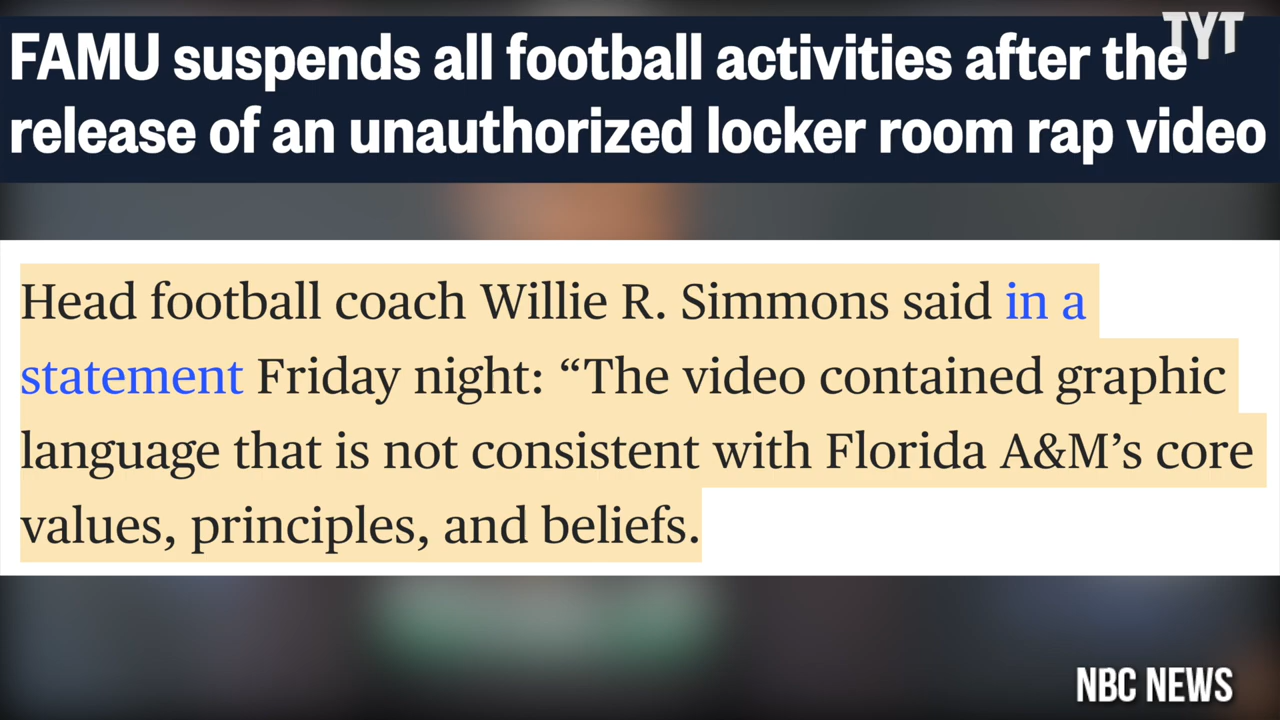 TYT
FAMU suspends all football activities after the
release of an unauthorized locker room rap video
Head football coach Willie R. Simmons said in a
statement Friday night: “The video contained graphic
language that is not consistent with Florida A&M’s core
values, principles, and beliefs.
NBC NEWS